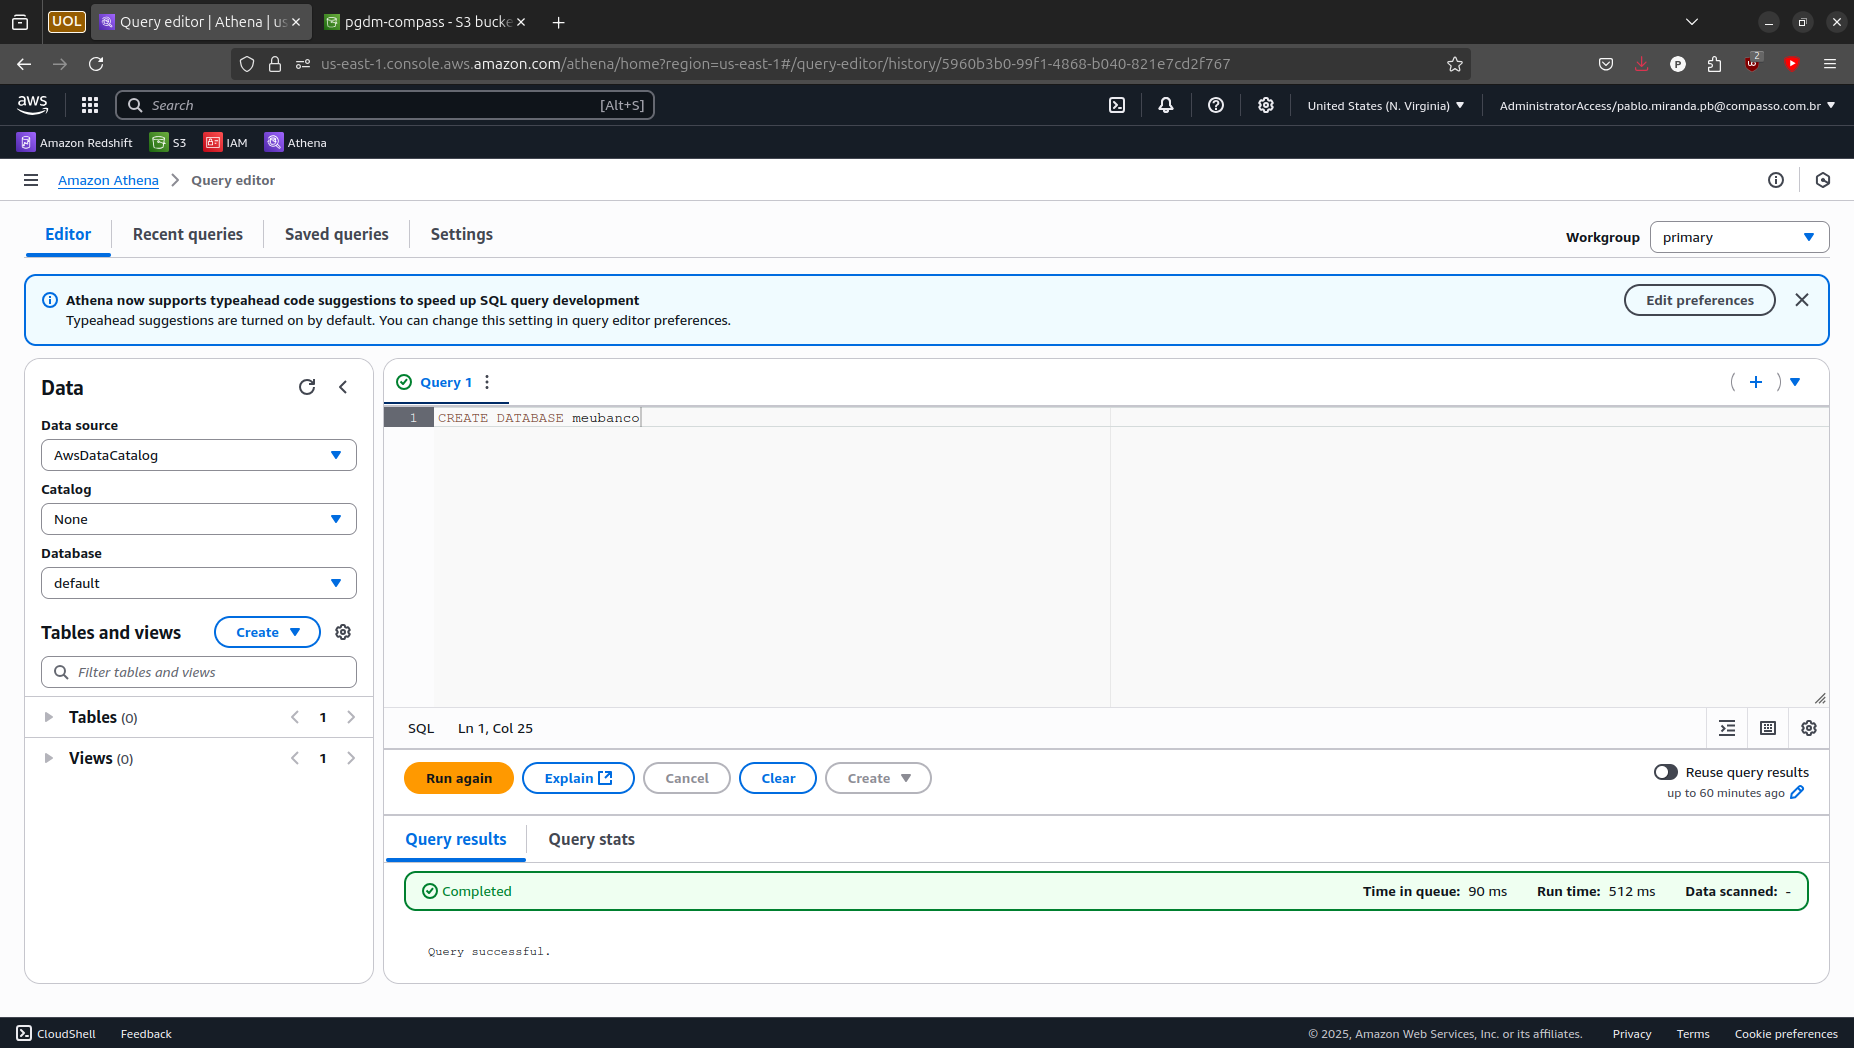 UOL
Query editor | Athena | us
pgdm-compass - S3 bucke
us-east-1.console.aws.amazon.com/athena/home?region=us-east-1#/query-editor/history/5960b3b0-99f1-4868-b040-821e7cd2f767
2
aws
Search
[Alt+S]
United States (N. Virginia)
AdministratorAccess/pablo.miranda.pb@compasso.com.br
Amazon Redshift
S3
IAM
Athena
Amazon Athena
Query editor
Editor
Recent queries
Saved queries
Settings
Workgroup
primary
Athena now supports typeahead code suggestions to speed up SQL query development
Typeahead suggestions are turned on by default. You can change this setting in query editor preferences.
Edit preferences
Data
Data source
AwsDataCatalog
Catalog
None
Database
default
Tables and views
Create
Filter tables and views
Tables (0)
1
Views (0)
1
Query 1
1 CREATE DATABASE meubanco
SQL Ln 1, Col 25
Run again
Explain
Cancel
Clear
Create
Reuse query results
up to 60 minutes ago
Query results
Query stats
Completed
Time in queue: 90 ms
Run time: 512 ms
Data scanned: -
Query successful.
CloudShell
Feedback
© 2025, Amazon Web Services, Inc. or its affiliates.
Privacy
Terms
Cookie preferences